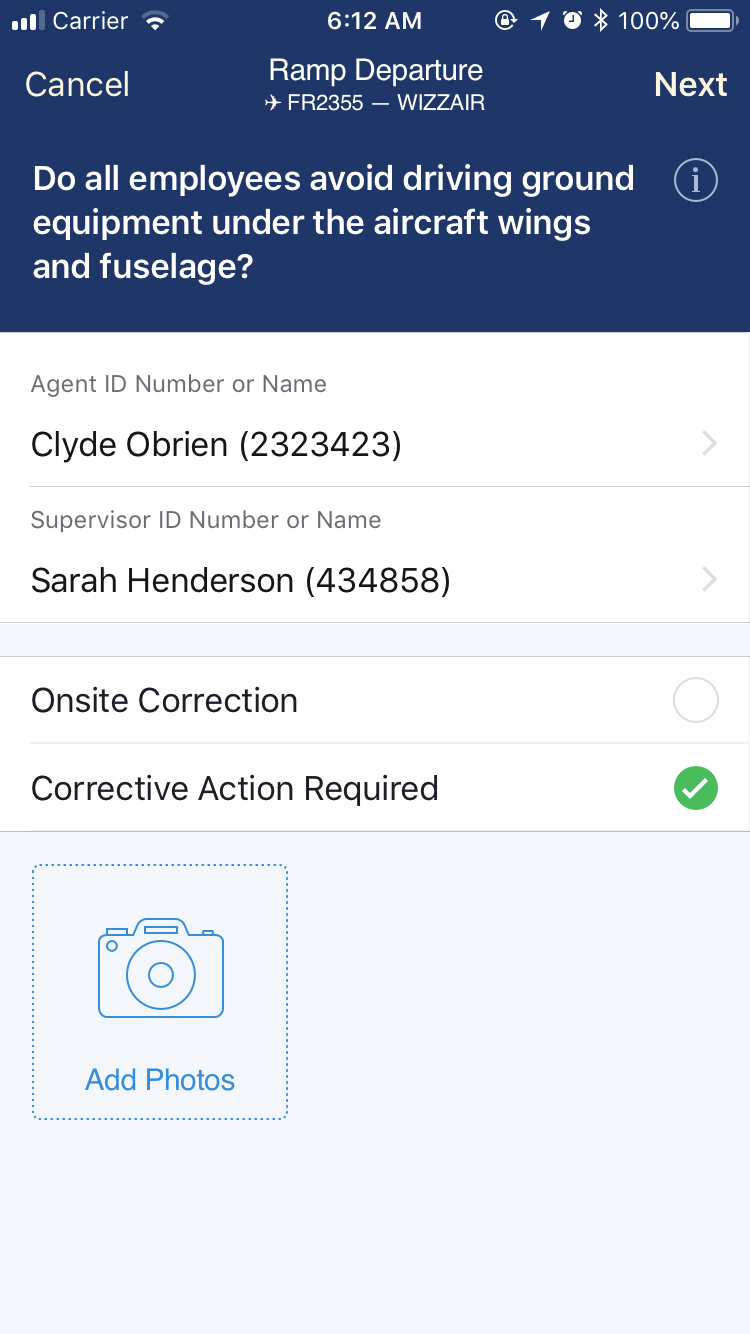 Carrier 6:12 AM 100%
Cancel Ramp Departure Next
✈ FR2355 — WIZZAIR
Do all employees avoid driving ground
equipment under the aircraft wings
and fuselage?
i
Agent ID Number or Name
Clyde Obrien (2323423)
Supervisor ID Number or Name
Sarah Henderson (434858)
Onsite Correction
Corrective Action Required
Add Photos